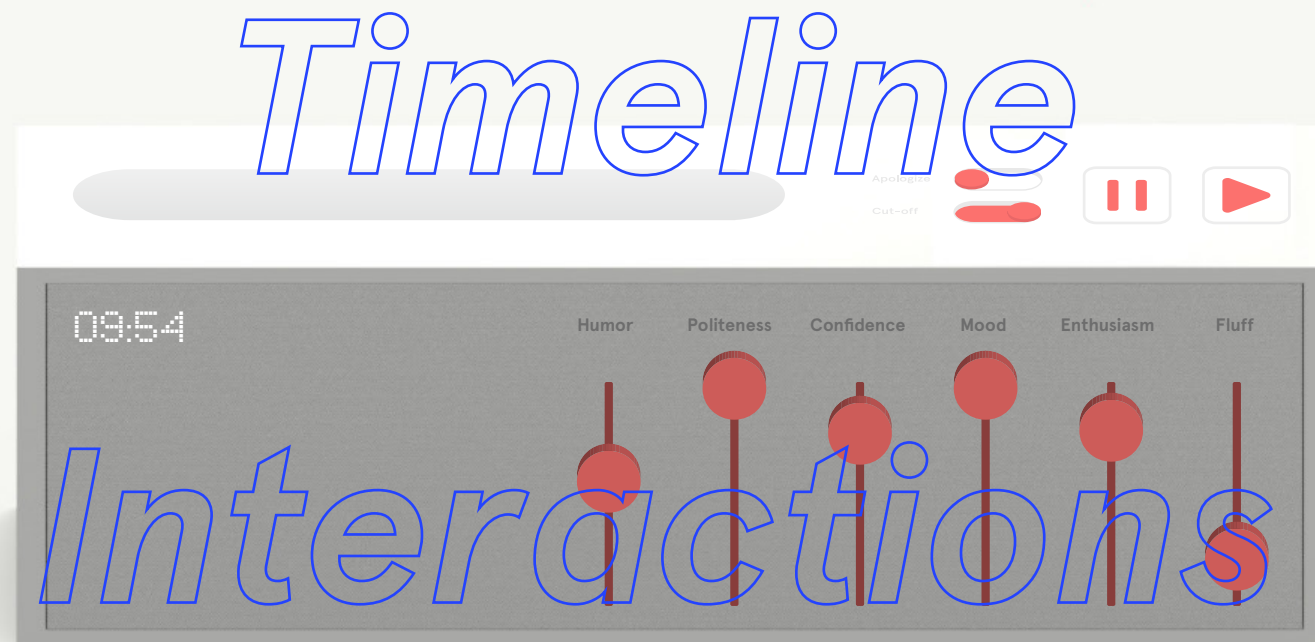 Timeline
Apologize
Cut-off
09:54
Humor Politeness Confidence Mood Enthusiasm Fluff
Interactions